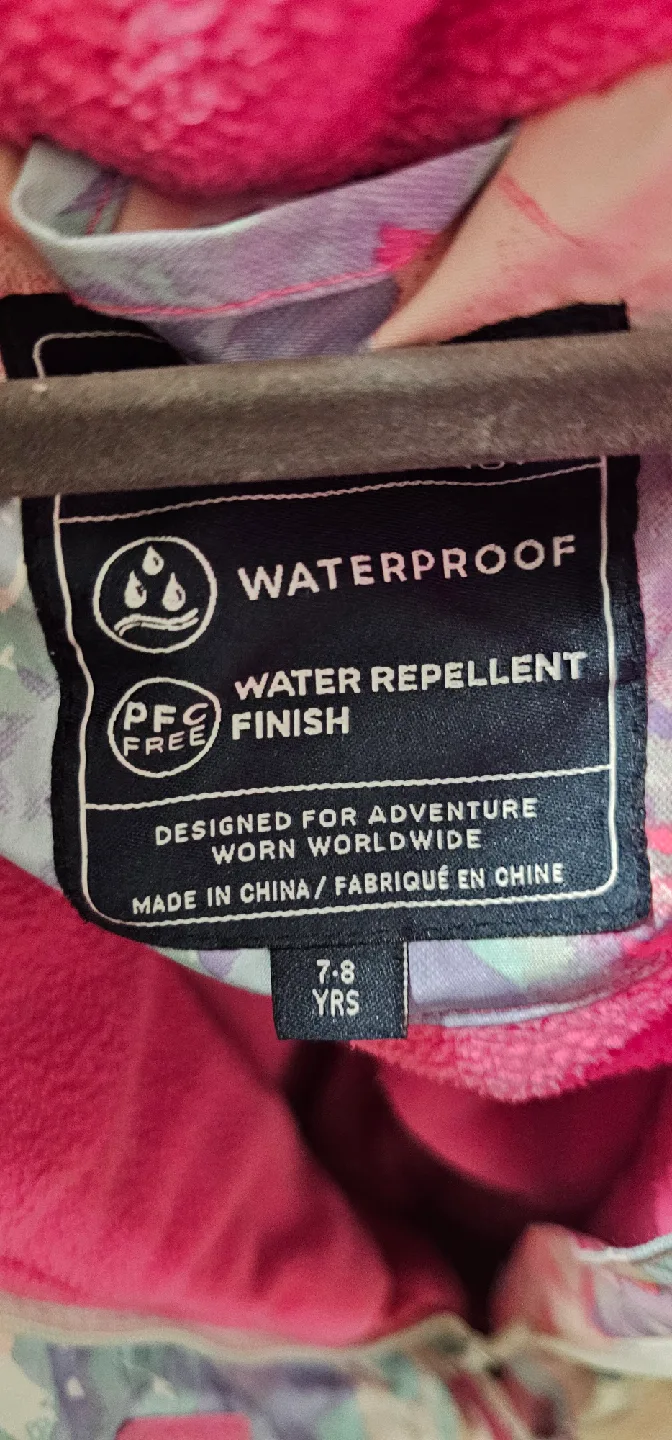 WATERPROOF
PFC
FREE
WATER REPELLENT
FINISH
DESIGNED FOR ADVENTURE
WORN WORLDWIDE
MADE IN CHINA / FABRIQUÉ EN CHINE
7-8
YRS